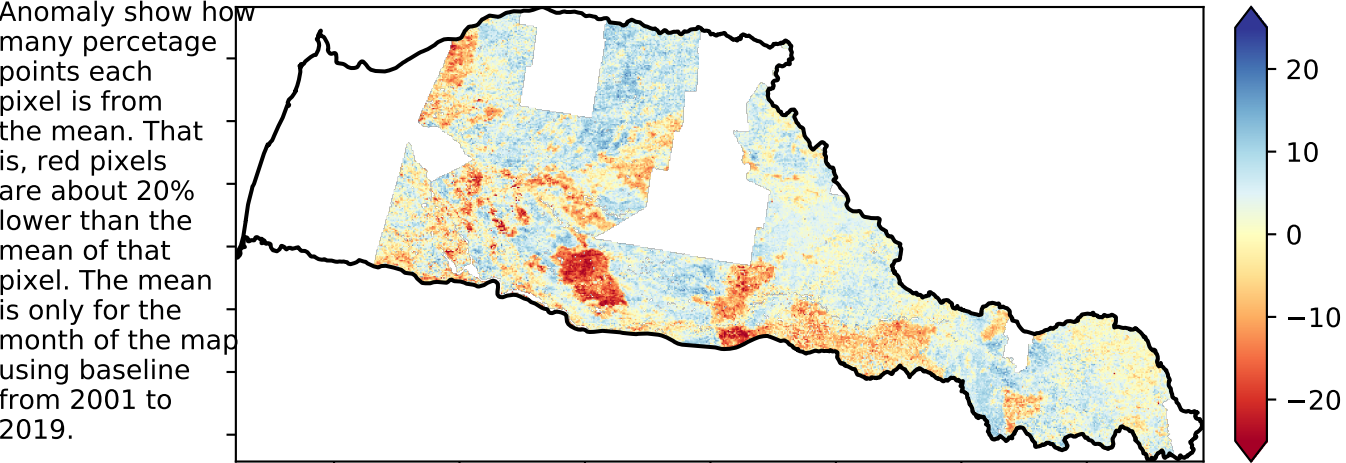 Anomaly show how
many percetage
points each
pixel is from
the mean. That
is, red pixels
are about 20%
lower than the
mean of that
pixel. The mean
is only for the
month of the map
using baseline
from 2001 to
2019.
20
10
0
−10
−20